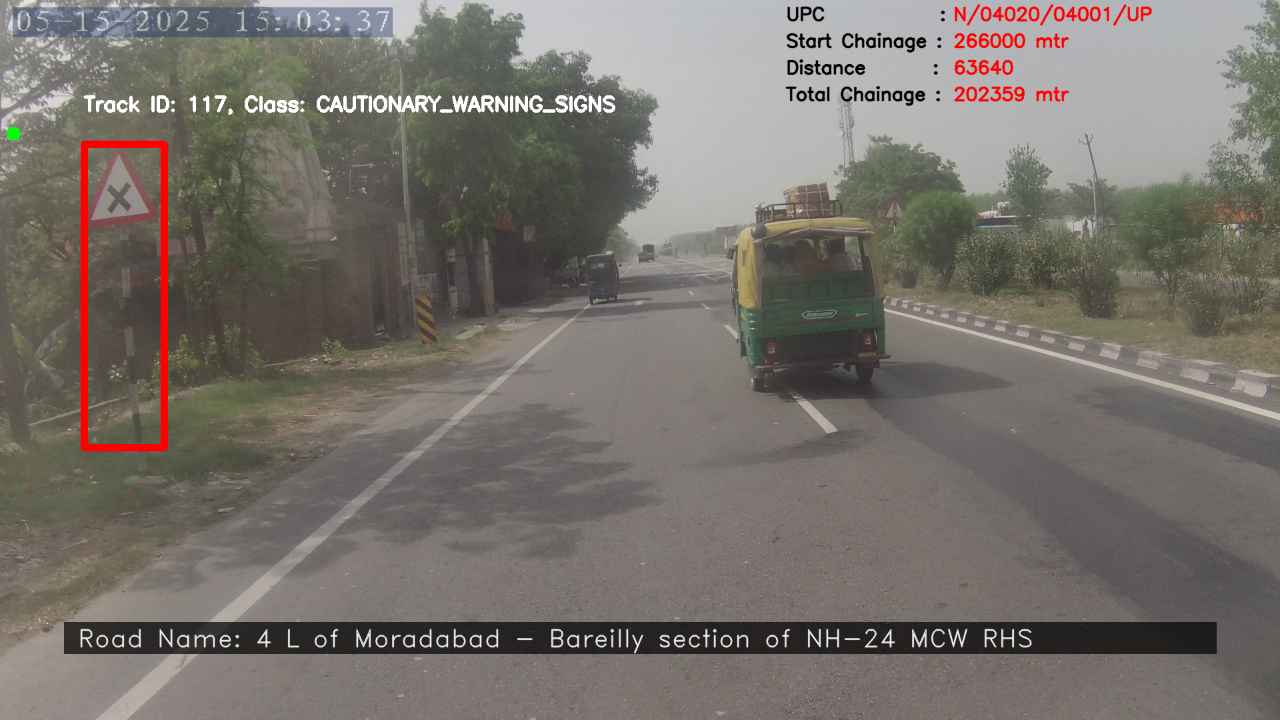 05-15-2025 15:03:37
UPC : N/04020/04001/UP
Start Chainage : 266000 mtr
Distance : 63640
Total Chainage : 202359 mtr
Track ID: 117, Class: CAUTIONARY_WARNING_SIGNS
Road Name: 4 L of Moradabad - Bareilly section of NH-24 MCW RHS